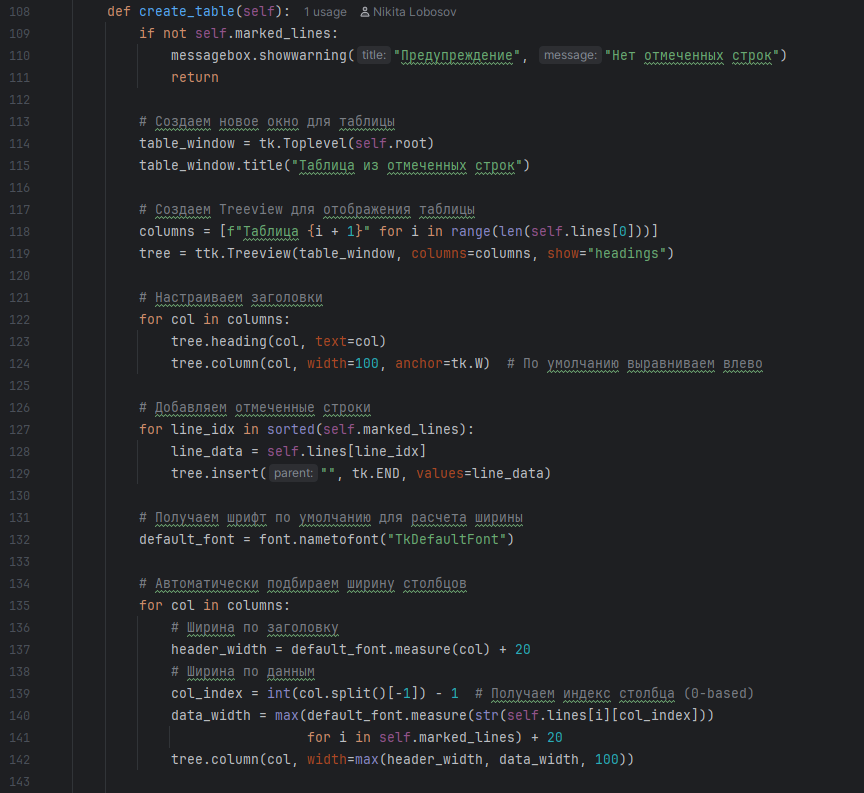 108 def create_table(self): 1 usage Nikita Lobosov
109 if not self.marked_lines:
110 messagebox.showwarning( title: "Предупреждение", message: "Нет отмеченных строк")
111 return
112
113 # Создаем новое окно для таблицы
114 table_window = tk.Toplevel(self.root)
115 table_window.title("Таблица из отмеченных строк")
116
117 # Создаем Treeview для отображения таблицы
118 columns = [f"Таблица {i + 1}" for i in range(len(self.lines[0]))]
119 tree = ttk.Treeview(table_window, columns=columns, show="headings")
120
121 # Настраиваем заголовки
122 for col in columns:
123 tree.heading(col, text=col)
124 tree.column(col, width=100, anchor=tk.W) # По умолчанию выравниваем влево
125
126 # Добавляем отмеченные строки
127 for line_idx in sorted(self.marked_lines):
128 line_data = self.lines[line_idx]
129 tree.insert( parent: "", tk.END, values=line_data)
130
131 # Получаем шрифт по умолчанию для расчета ширины
132 default_font = font.nametofont("TkDefaultFont")
133
134 # Автоматически подбираем ширину столбцов
135 for col in columns:
136 # Ширина по заголовку
137 header_width = default_font.measure(col) + 20
138 # Ширина по данным
139 col_index = int(col.split()[-1]) - 1 # Получаем индекс столбца (0-based)
140 data_width = max(default_font.measure(str(self.lines[i][col_index]))
141 for i in self.marked_lines) + 20
142 tree.column(col, width=max(header_width, data_width, 100))
143